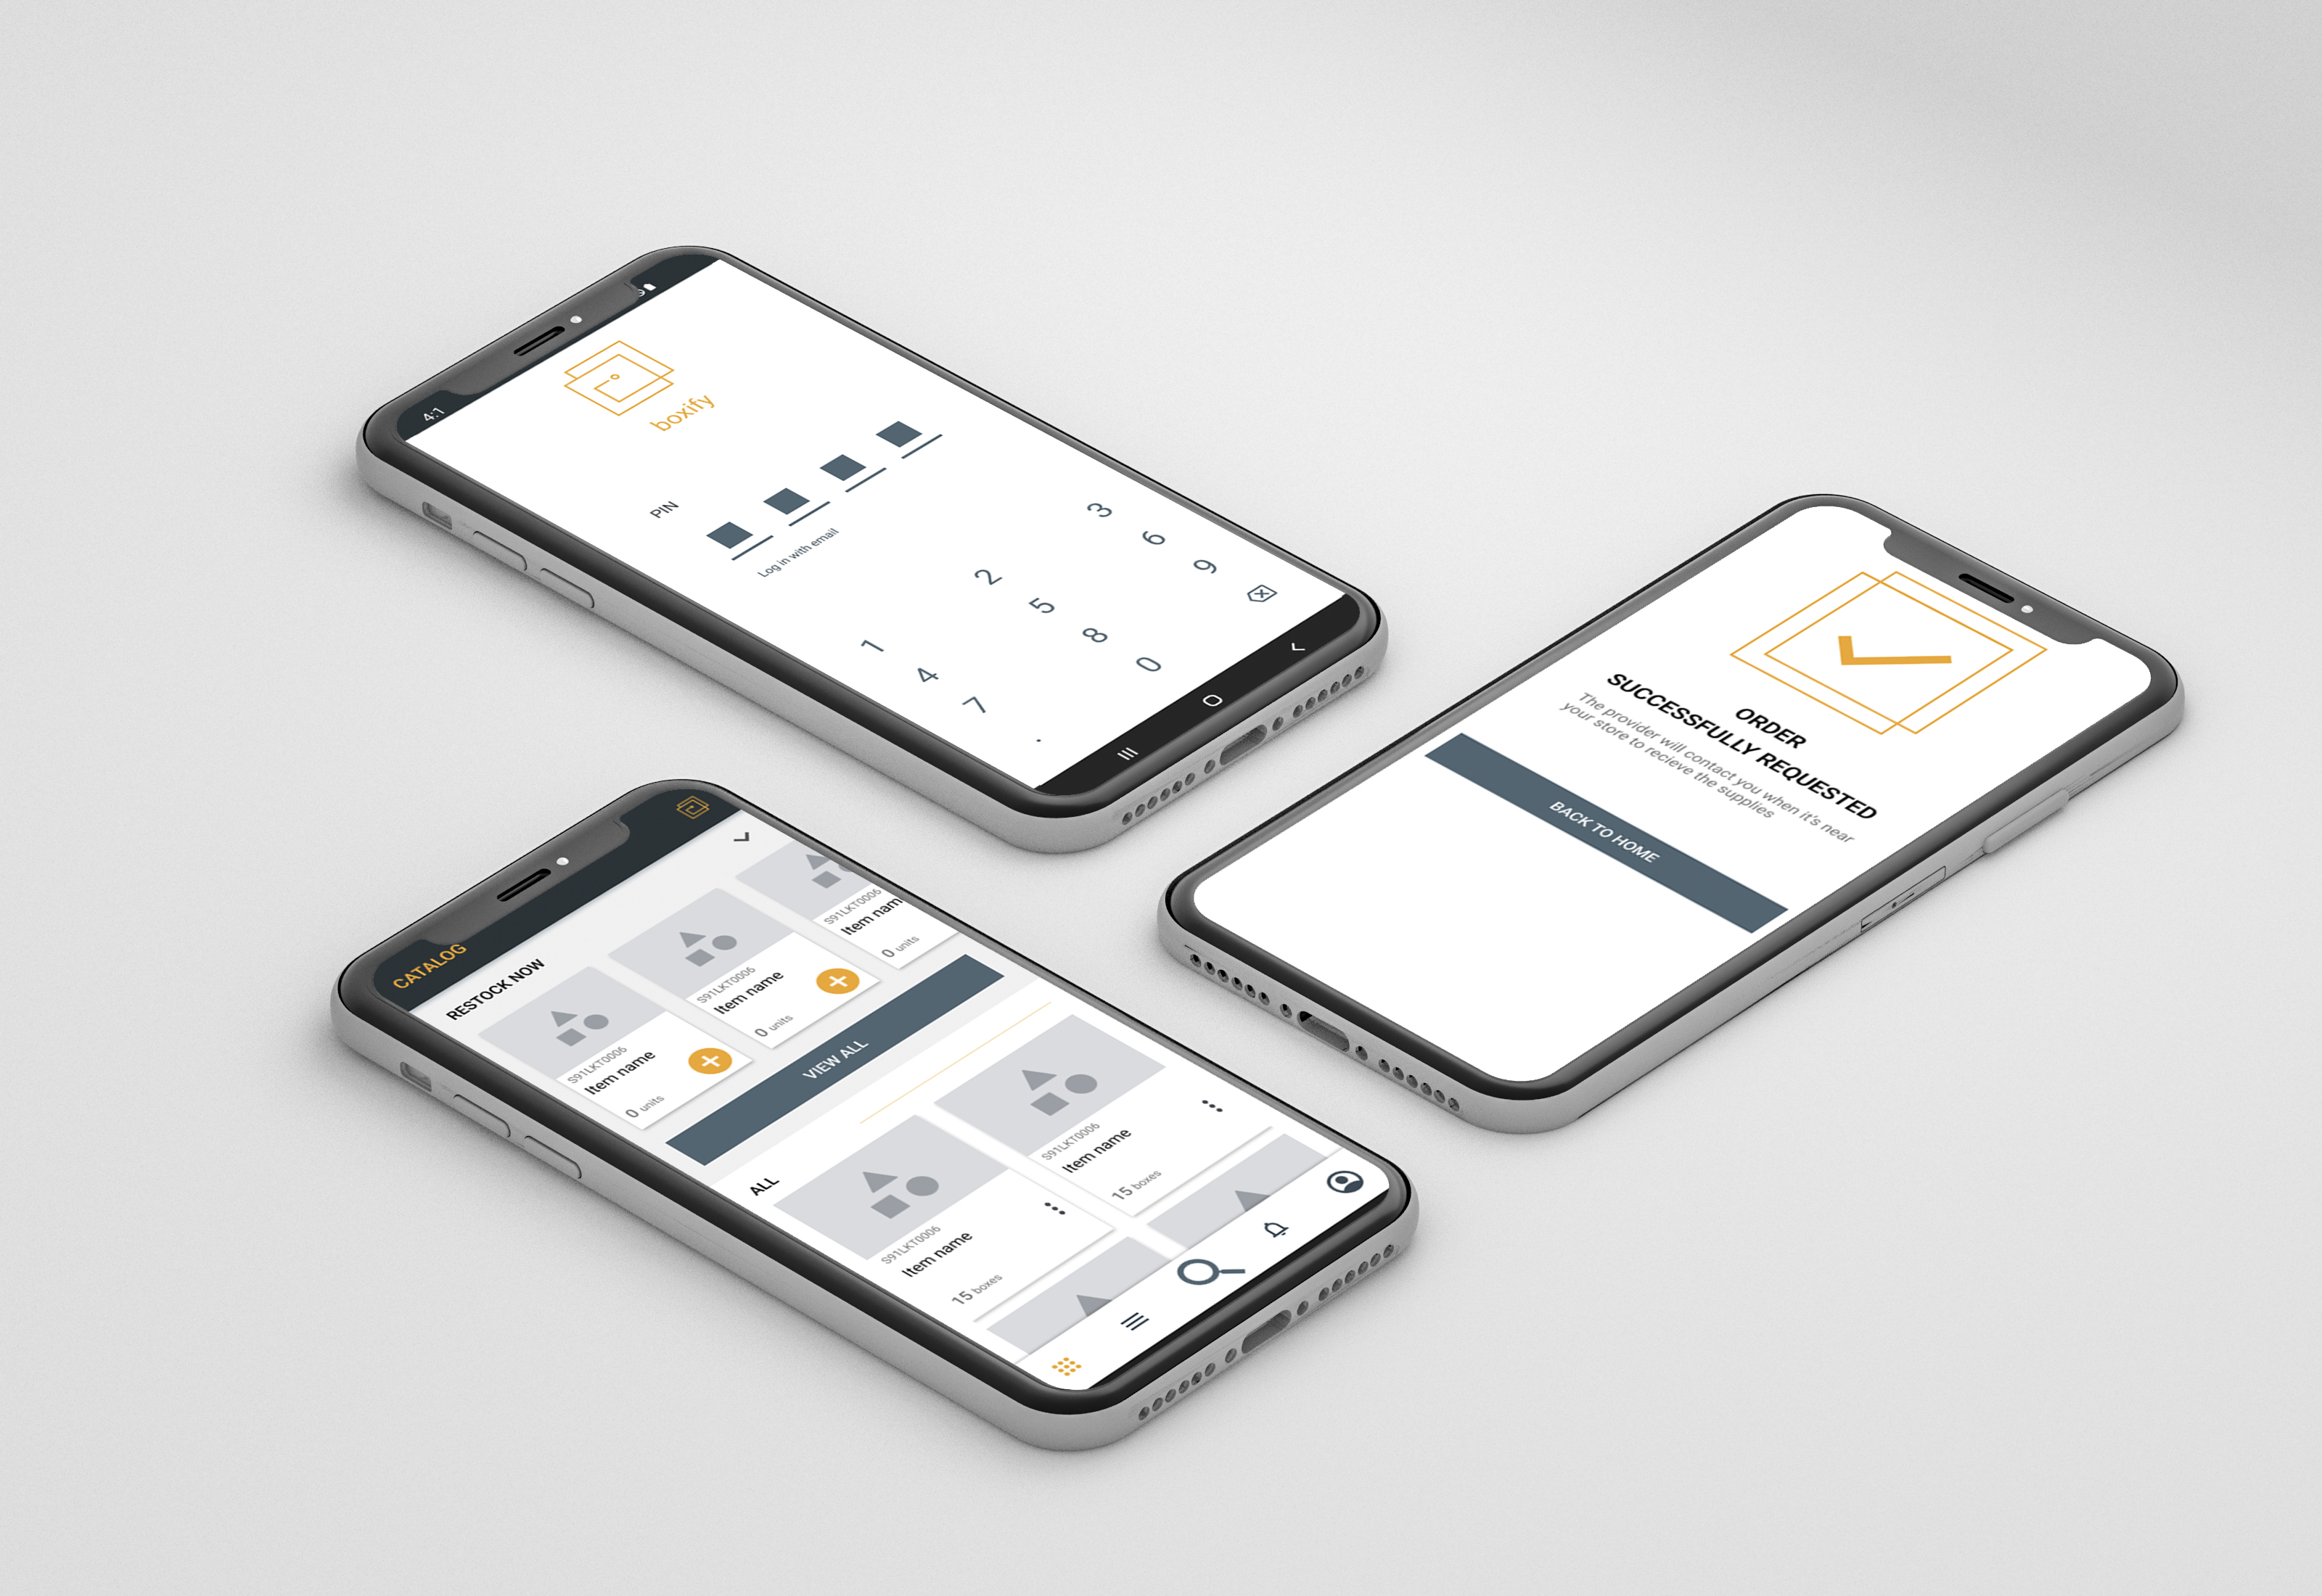 4:1
boxify
PIN
Log in with email
1 2 3
4 5 6
7 8 9
. 0
CATALOG
RESTOCK NOW
S91LKT0006
Item name
0 units
S91LKT0006
Item name
0 units
S91LKT0006
Item nam
0 units
VIEW ALL
ALL
S91LKT0006
Item name
15 boxes
S91LKT0006
Item name
15 boxes
ORDER
SUCCESSFULLY REQUESTED
The provider will contact you when it's near
your store to recieve the supplies
BACK TO HOME